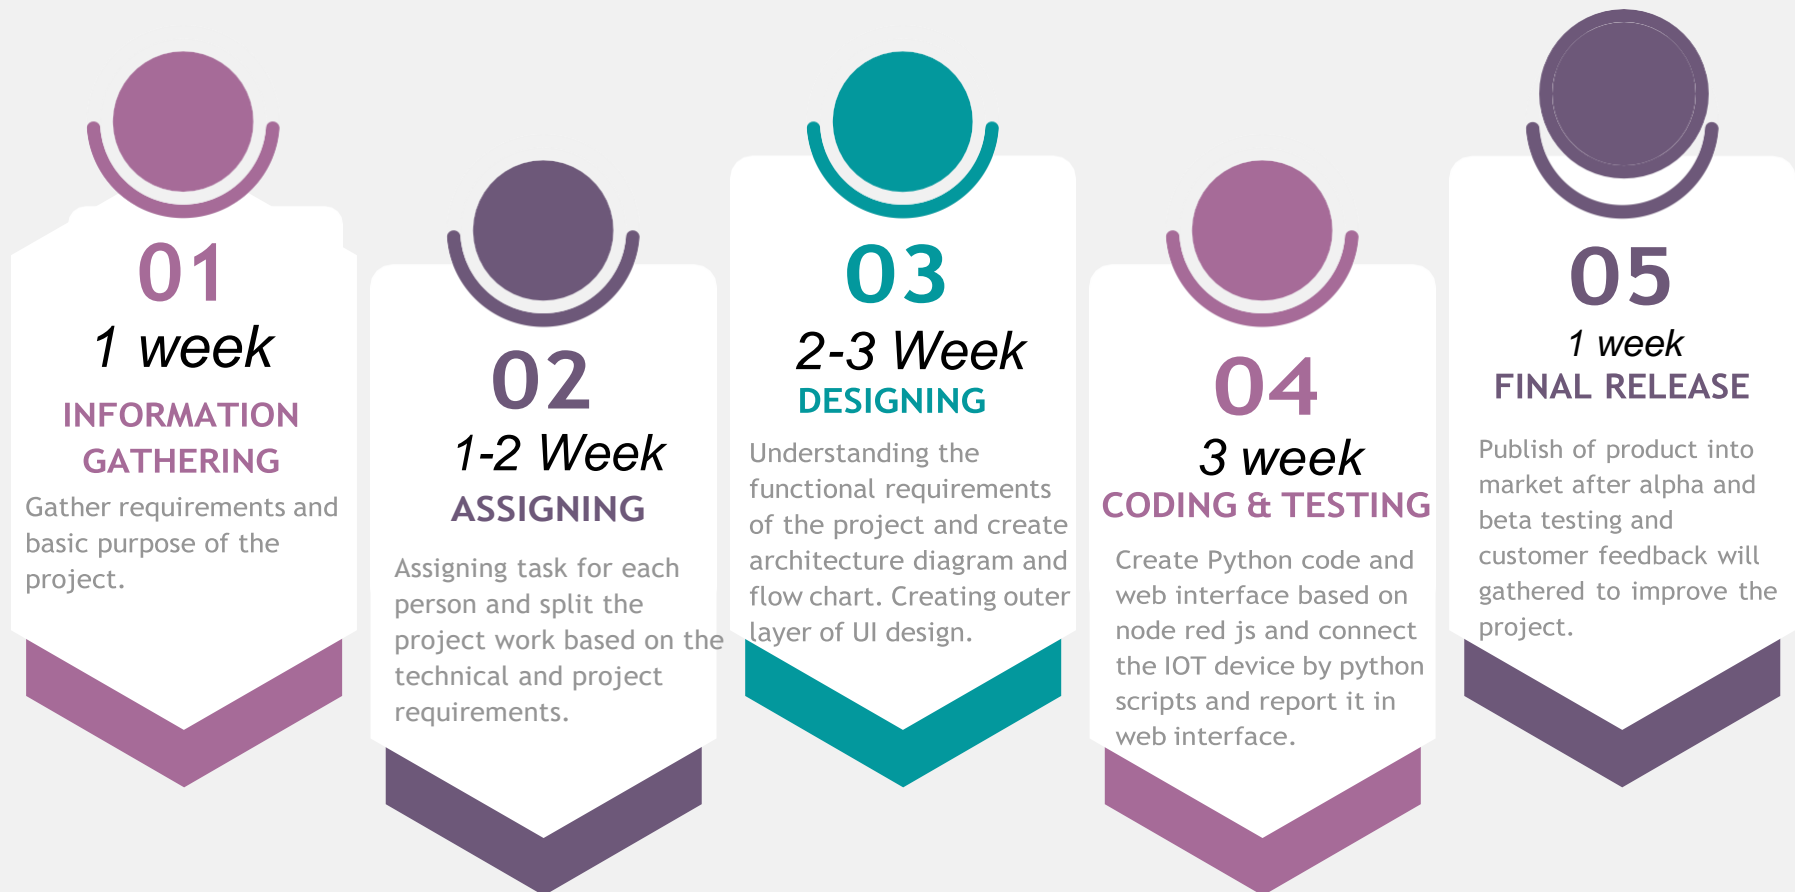 01
1 week
INFORMATION
GATHERING
Gather requirements and
basic purpose of the
project.
02
1-2 Week
ASSIGNING
Assigning task for each
person and split the
project work based on the
technical and project
requirements.
03
2-3 Week
DESIGNING
Understanding the
functional requirements
of the project and create
architecture diagram and
flow chart. Creating outer
layer of UI design.
04
3 week
CODING & TESTING
Create Python code and
web interface based on
node red js and connect
the IOT device by python
scripts and report it in
web interface.
05
1 week
FINAL RELEASE
Publish of product into
market after alpha and
beta testing and
customer feedback will
gathered to improve the
project.